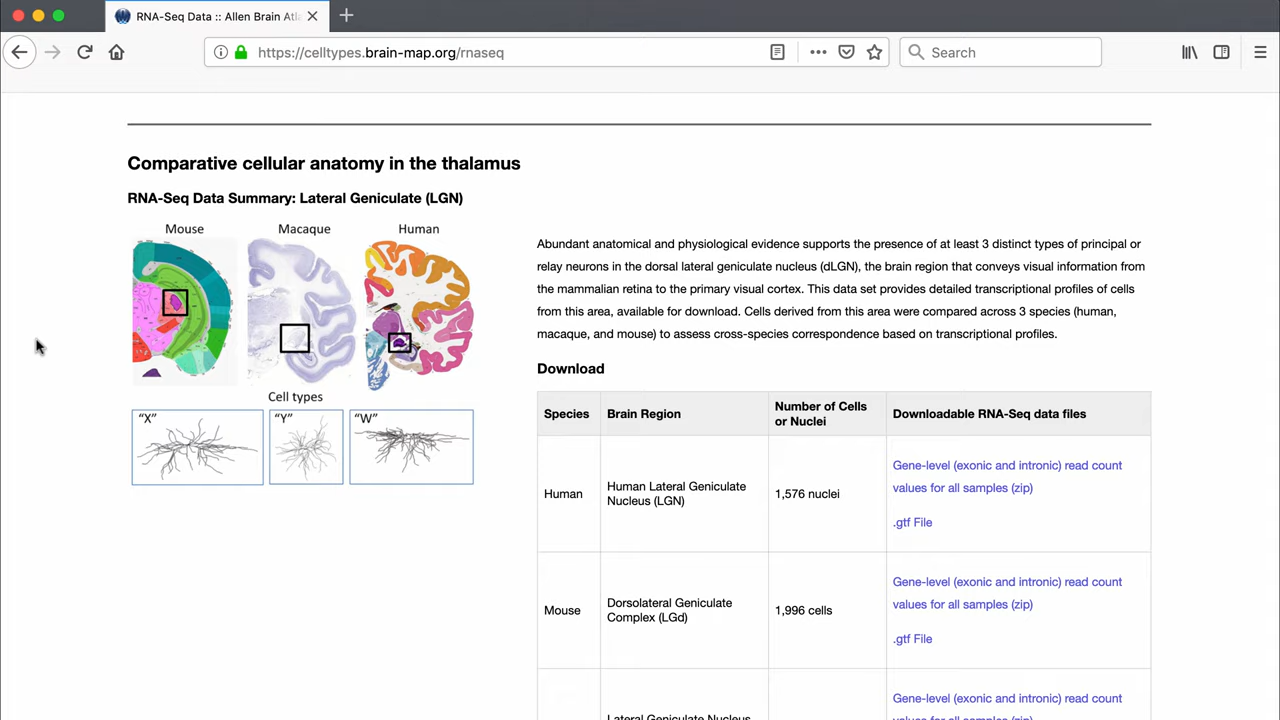 RNA-Seq Data :: Allen Brain Atla
https://celltypes.brain-map.org/rnaseq
Search
Comparative cellular anatomy in the thalamus
RNA-Seq Data Summary: Lateral Geniculate (LGN)
Mouse
Macaque
Human
Cell types
"X"
"Y"
"W"
Abundant anatomical and physiological evidence supports the presence of at least 3 distinct types of principal or
relay neurons in the dorsal lateral geniculate nucleus (dLGN), the brain region that conveys visual information from
the mammalian retina to the primary visual cortex. This data set provides detailed transcriptional profiles of cells
from this area, available for download. Cells derived from this area were compared across 3 species (human,
macaque, and mouse) to assess cross-species correspondence based on transcriptional profiles.
Download
Species
Brain Region
Number of Cells
or Nuclei
Downloadable RNA-Seq data files
Human
Human Lateral Geniculate
Nucleus (LGN)
1,576 nuclei
Gene-level (exonic and intronic) read count
values for all samples (zip)
.gtf File
Mouse
Dorsolateral Geniculate
Complex (LGd)
1,996 cells
Gene-level (exonic and intronic) read count
values for all samples (zip)
.gtf File
Lateral Geniculate Nucleus
Gene-level (exonic and intronic) read count